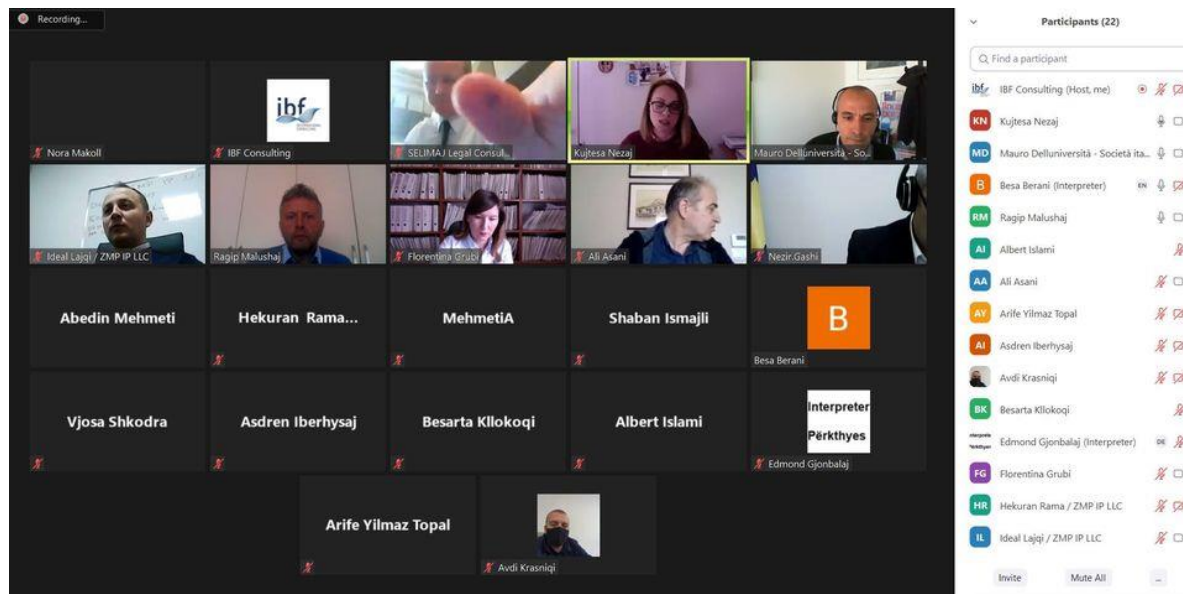 Recording...
Nora Makoll
ibf
IBF Consulting
SELIMAJ Legal Consul...
Kujtesa Nezaj
Mauro Delluniversità - So...
Ideal Lajqi / ZMP IP LLC
Ragip Malushaj
Florentina Grubi
Ali Asani
Nezir.Gashi
Abedin Mehmeti
Hekuran Rama...
MehmetiA
Shaban Ismajli
B
Besa Berani
Vjosa Shkodra
Asdren Iberhysaj
Besarta Kllokoqi
Albert Islami
Interpreter
Përkthyes
Edmond Gjonbalaj
Arife Yilmaz Topal
Avdi Krasniqi
Participants (22)
Find a participant
ibf IBF Consulting (Host, me)
KN Kujtesa Nezaj
MD Mauro Delluniversità - Società ita...
B Besa Berani (Interpreter) EN
RM Ragip Malushaj
AI Albert Islami
AA Ali Asani
AY Arife Yilmaz Topal
AI Asdren Iberhysaj
Avdi Krasniqi
BK Besarta Kllokoqi
Edmond Gjonbalaj (Interpreter) DE
FG Florentina Grubi
HR Hekuran Rama / ZMP IP LLC
IL Ideal Lajqi / ZMP IP LLC
Invite Mute All ...